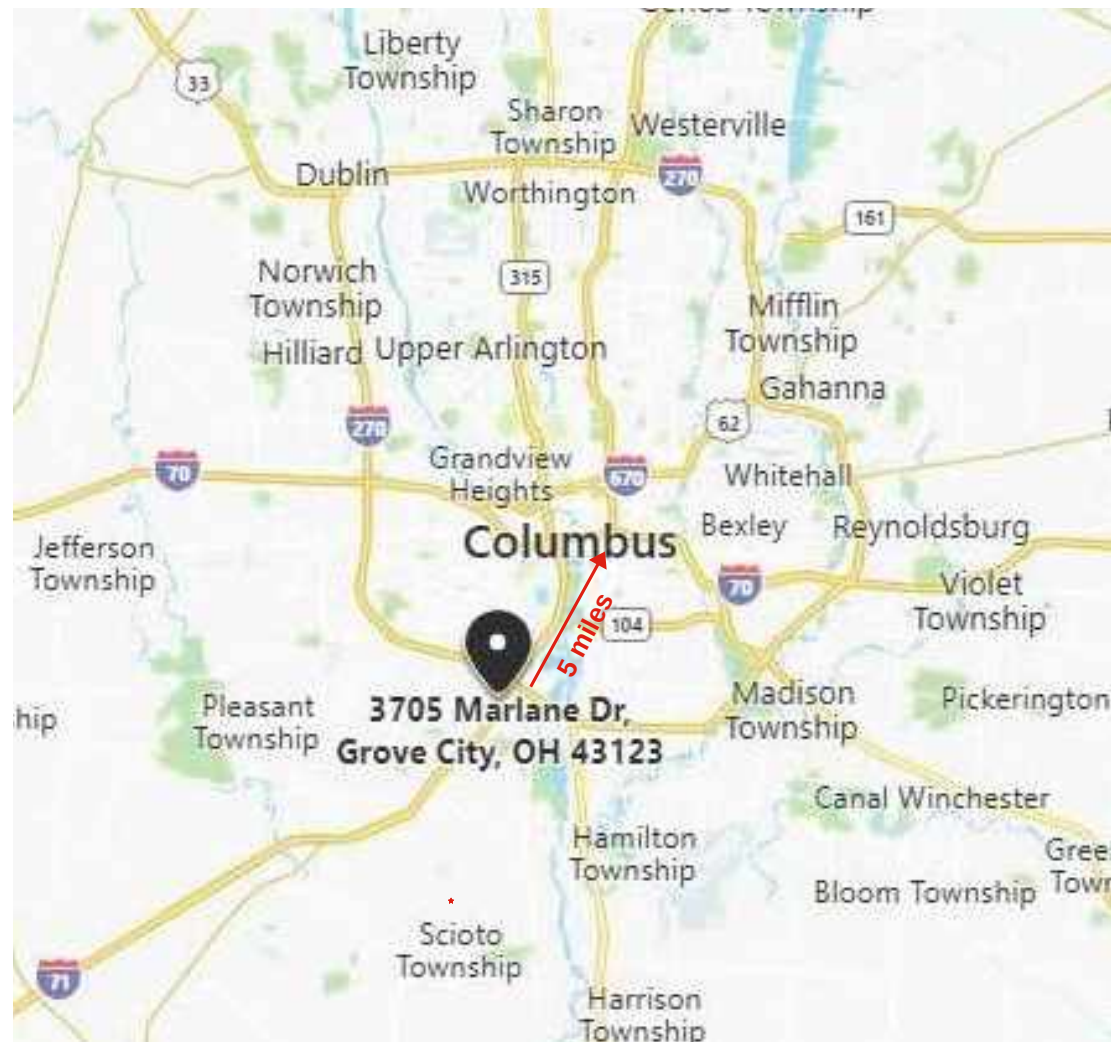 Liberty
Township
33
Sharon
Township
Westerville
Dublin
270
Worthington
161
315
Norwich
Township
Mifflin
Township
Hilliard
Upper Arlington
Gahanna
270
62
70
Grandview
Heights
670
Whitehall
Columbus
Bexley
Reynoldsburg
Jefferson
Township
70
Violet
Township
104
5 miles
3705 Marlane Dr,
Grove City, OH 43123
Pleasant
Township
hip
Madison
Township
Pickerington
Canal Winchester
Hamilton
Township
Gree
Town
Bloom Township
Scioto
Township
71
Harrison
Township